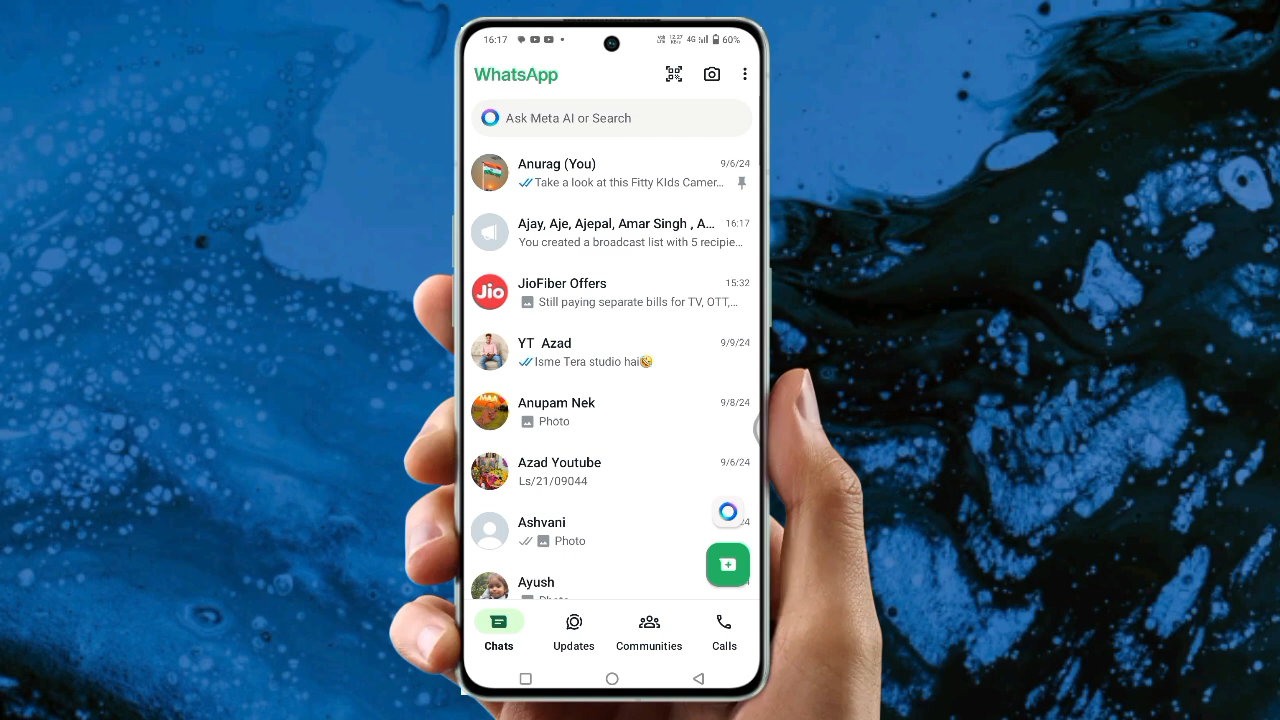 16:17
4G 60%
WhatsApp
Ask Meta AI or Search
Anurag (You) 9/6/24
Take a look at this Fitty KIds Camer...
Ajay, Aje, Ajepal, Amar Singh , A... 16:17
You created a broadcast list with 5 recipie...
Jio
JioFiber Offers 15:32
Still paying separate bills for TV, OTT,...
YT Azad 9/9/24
Isme Tera studio hai🤣
MAA
Anupam Nek 9/8/24
Photo
Azad Youtube 9/6/24
Ls/21/09044
Ashvani
Photo
Ayush
Chats Updates Communities Calls